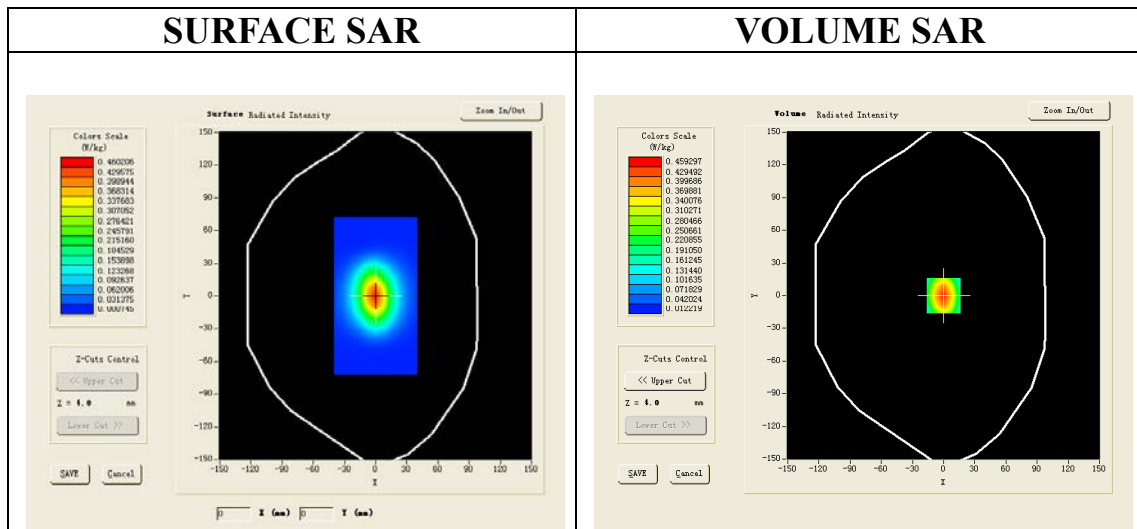 SURFACE SAR
VOLUME SAR
Surface Radiated Intensity
Zoom In/Out
Colors Scale
(W/kg)
0.460206
0.429575
0.398944
0.368314
0.337683
0.307052
0.276421
0.245791
0.215160
0.184529
0.153898
0.123268
0.092637
0.062006
0.031375
0.000745
150
120
90
60
30
0
-30
-60
-90
-120
-150
Y
-150 -120 -90 -60 -30 0 30 60 90 120 150
X
Z-Cuts Control
<< Upper Cut
Z = 4.0 mm
Lower Cut >>
SAVE Cancel
0 X (mm) 0 Y (mm)
Volume Radiated Intensity
Zoom In/Out
Colors Scale
(W/kg)
0.459297
0.429492
0.399686
0.369881
0.340076
0.310271
0.280466
0.250661
0.220855
0.191050
0.161245
0.131440
0.101635
0.071829
0.042024
0.012219
150
120
90
60
30
0
-30
-60
-90
-120
-150
Y
-150 -120 -90 -60 -30 0 30 60 90 120 150
X
Z-Cuts Control
<< Upper Cut
Z = 4.0 mm
Lower Cut >>
SAVE Cancel